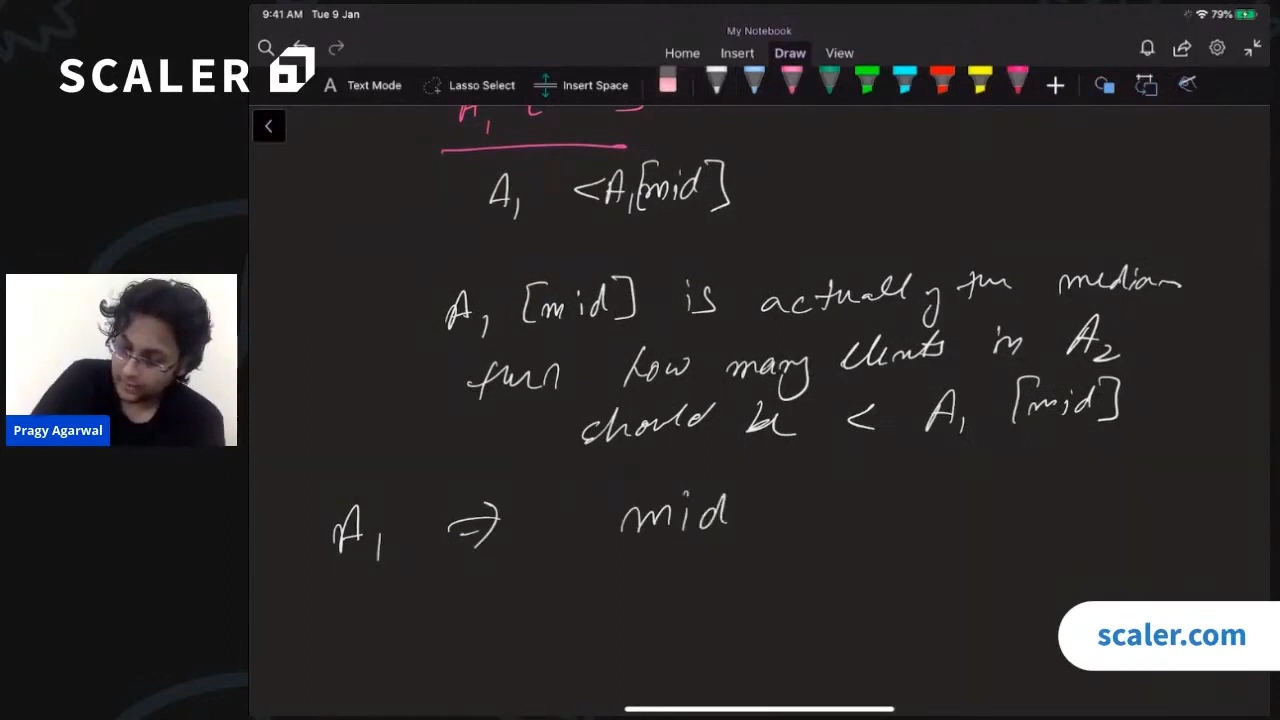 9:41 AM Tue 9 Jan
79%
My Notebook
Home Insert Draw View
SCALER
A Text Mode Lasso Select Insert Space
A1 [ ]
A1 < A1[mid]
A1 [mid] is actually the median
then how many elements in A2
should be < A1 [mid]
A1 ⇒ mid
Pragy Agarwal
scaler.com